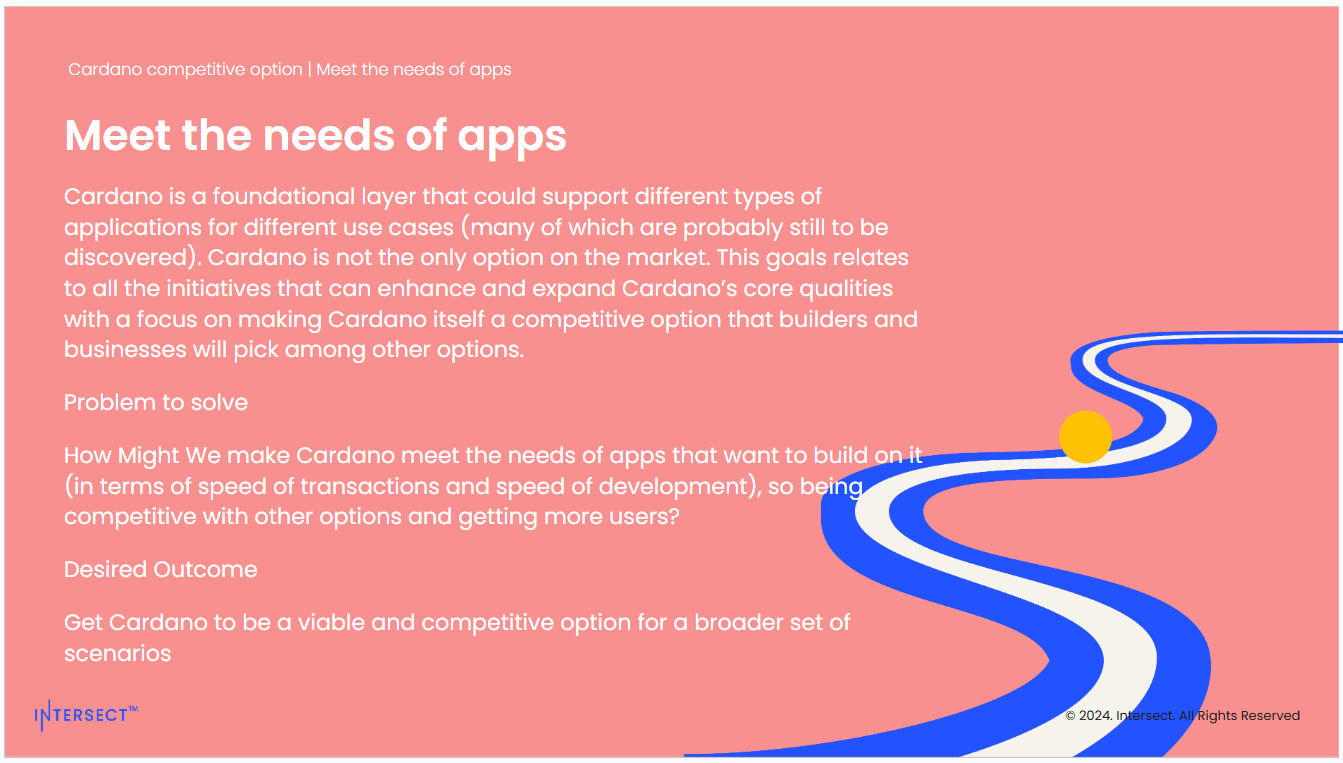 Cardano competitive option | Meet the needs of apps
Meet the needs of apps
Cardano is a foundational layer that could support different types of
applications for different use cases (many of which are probably still to be
discovered). Cardano is not the only option on the market. This goals relates
to all the initiatives that can enhance and expand Cardano’s core qualities
with a focus on making Cardano itself a competitive option that builders and
businesses will pick among other options.
Problem to solve
How Might We make Cardano meet the needs of apps that want to build on it
(in terms of speed of transactions and speed of development), so being
competitive with other options and getting more users?
Desired Outcome
Get Cardano to be a viable and competitive option for a broader set of
scenarios
INTERSECT™
© 2024. Intersect. All Rights Reserved